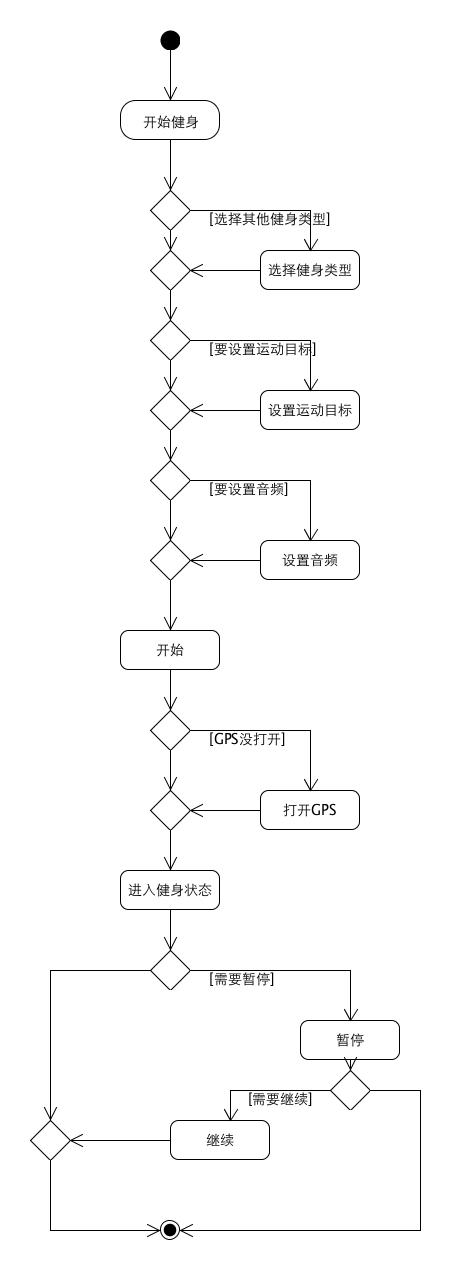 开始健身
[选择其他健身类型]
选择健身类型
[要设置运动目标]
设置运动目标
[要设置音频]
设置音频
开始
[GPS没打开]
打开GPS
进入健身状态
[需要暂停]
暂停
[需要继续]
继续